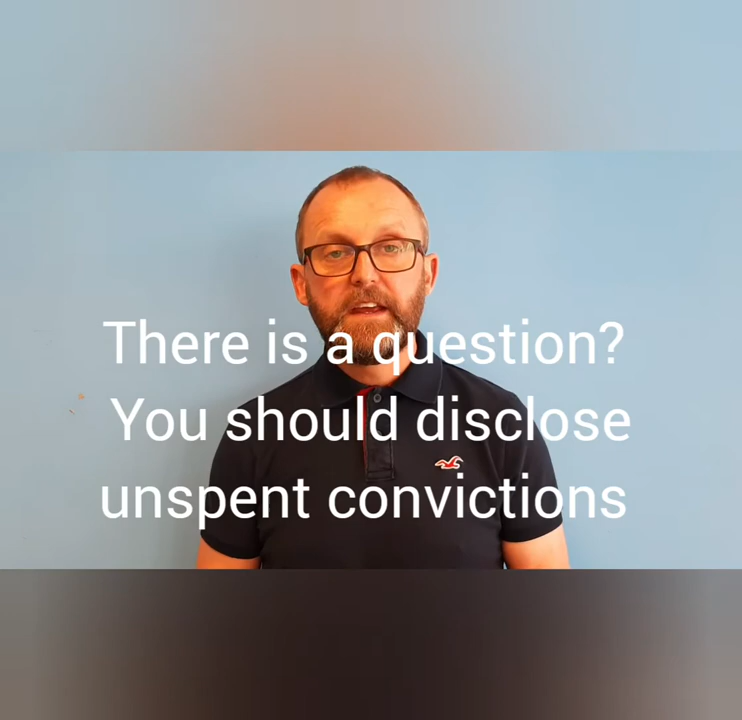 There is a question?
You should disclose
unspent convictions